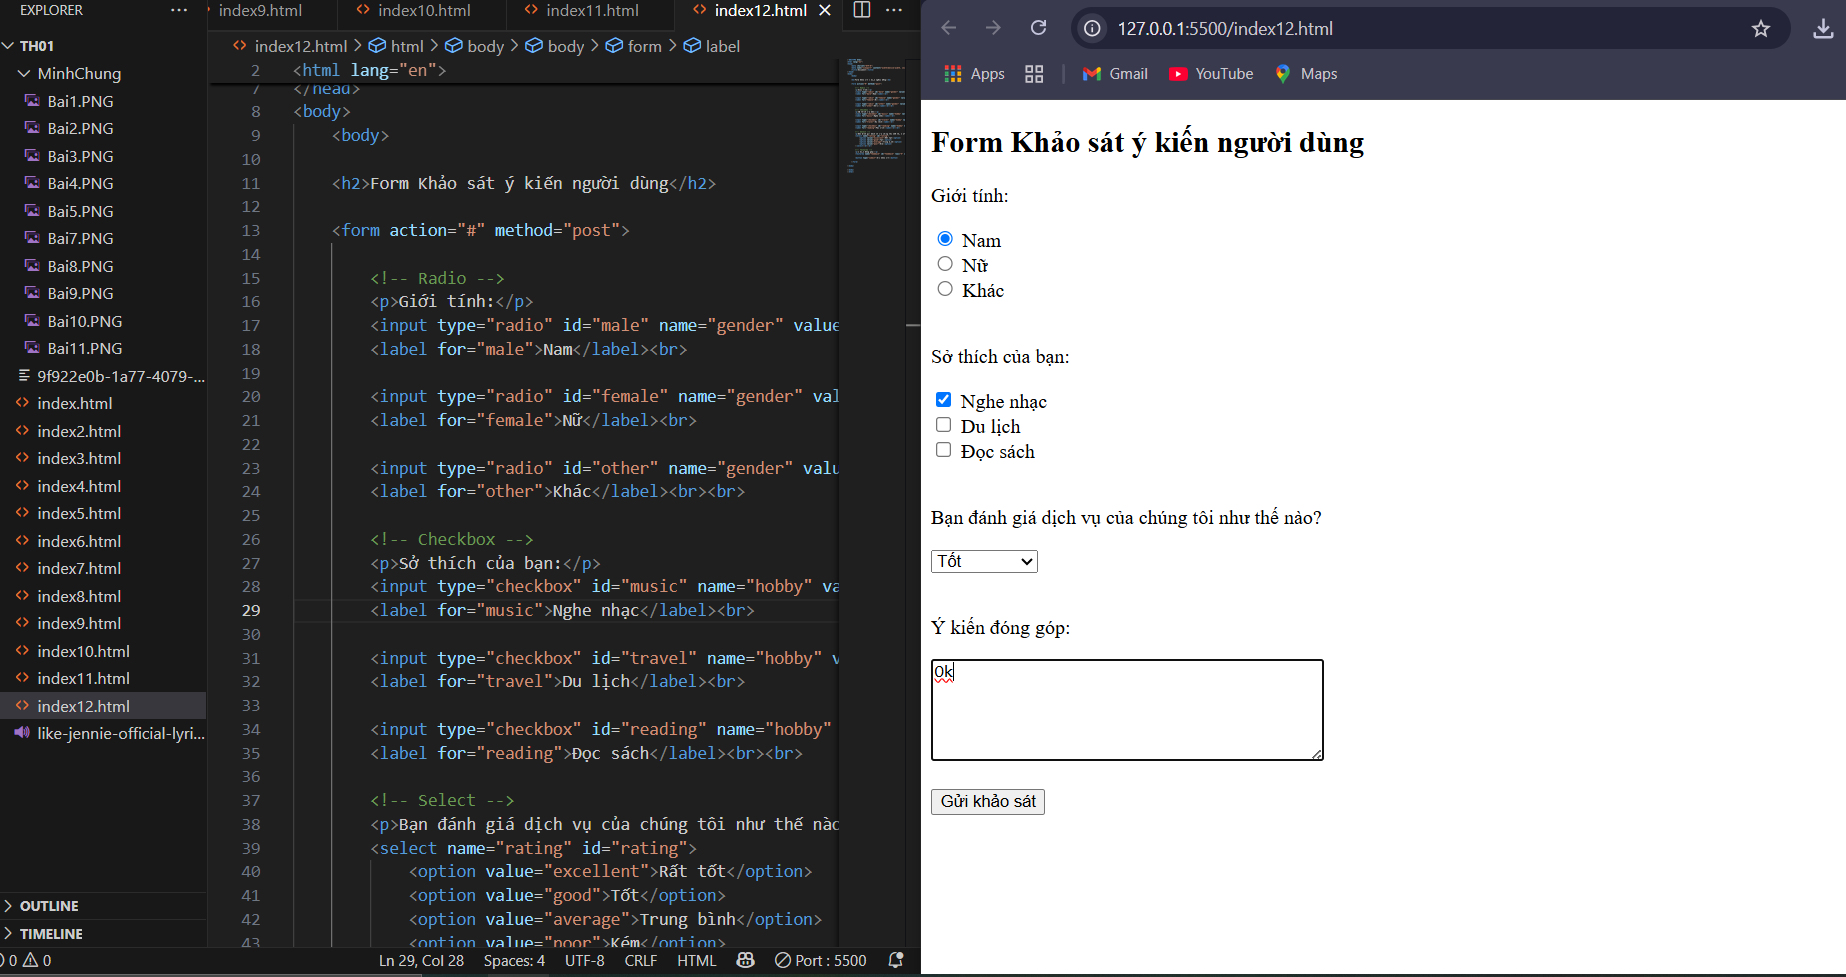 EXPLORER
TH01
MinhChung
Bai1.PNG
Bai2.PNG
Bai3.PNG
Bai4.PNG
Bai5.PNG
Bai7.PNG
Bai8.PNG
Bai9.PNG
Bai10.PNG
Bai11.PNG
9f922e0b-1a77-4079-...
index.html
index2.html
index3.html
index4.html
index5.html
index6.html
index7.html
index8.html
index9.html
index10.html
index11.html
index12.html
like-jennie-official-lyri...
OUTLINE
TIMELINE
0 0
index9.html index10.html index11.html index12.html
index12.html > html > body > body > form > label
2 <html lang="en">
7 </head>
8 <body>
9 <body>
10
11 <h2>Form Khảo sát ý kiến người dùng</h2>
12
13 <form action="#" method="post">
14
15 <!-- Radio -->
16 <p>Giới tính:</p>
17 <input type="radio" id="male" name="gender" value
18 <label for="male">Nam</label><br>
19
20 <input type="radio" id="female" name="gender" val
21 <label for="female">Nữ</label><br>
22
23 <input type="radio" id="other" name="gender" valu
24 <label for="other">Khác</label><br><br>
25
26 <!-- Checkbox -->
27 <p>Sở thích của bạn:</p>
28 <input type="checkbox" id="music" name="hobby" va
29 <label for="music">Nghe nhạc</label><br>
30
31 <input type="checkbox" id="travel" name="hobby" v
32 <label for="travel">Du lịch</label><br>
33
34 <input type="checkbox" id="reading" name="hobby"
35 <label for="reading">Đọc sách</label><br><br>
36
37 <!-- Select -->
38 <p>Bạn đánh giá dịch vụ của chúng tôi như thế nào
39 <select name="rating" id="rating">
40 <option value="excellent">Rất tốt</option>
41 <option value="good">Tốt</option>
42 <option value="average">Trung bình</option>
43 <option value="poor">Kém</option>
Ln 29, Col 28 Spaces: 4 UTF-8 CRLF HTML Port : 5500
127.0.0.1:5500/index12.html
Apps Gmail YouTube Maps
Form Khảo sát ý kiến người dùng
Giới tính:
Nam
Nữ
Khác
Sở thích của bạn:
Nghe nhạc
Du lịch
Đọc sách
Bạn đánh giá dịch vụ của chúng tôi như thế nào?
Tốt
Ý kiến đóng góp:
Ok
Gửi khảo sát